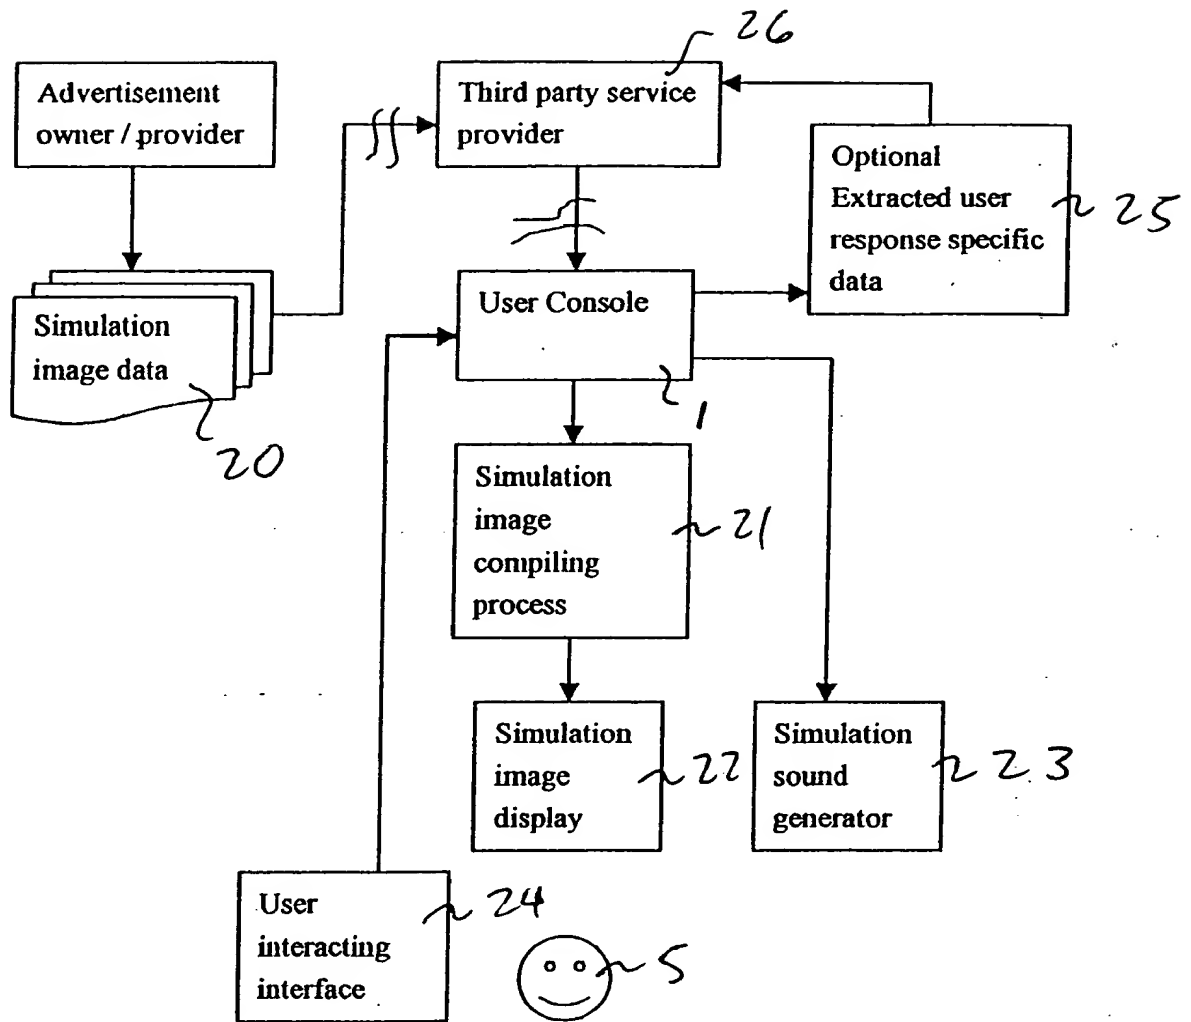 26
Advertisement
owner / provider
Third party service
provider
Optional
Extracted user
response specific
data
25
Simulation
image data
20
User Console
1
Simulation
image
compiling
process
21
Simulation
image
display
22
Simulation
sound
generator
23
User
interacting
interface
24
5